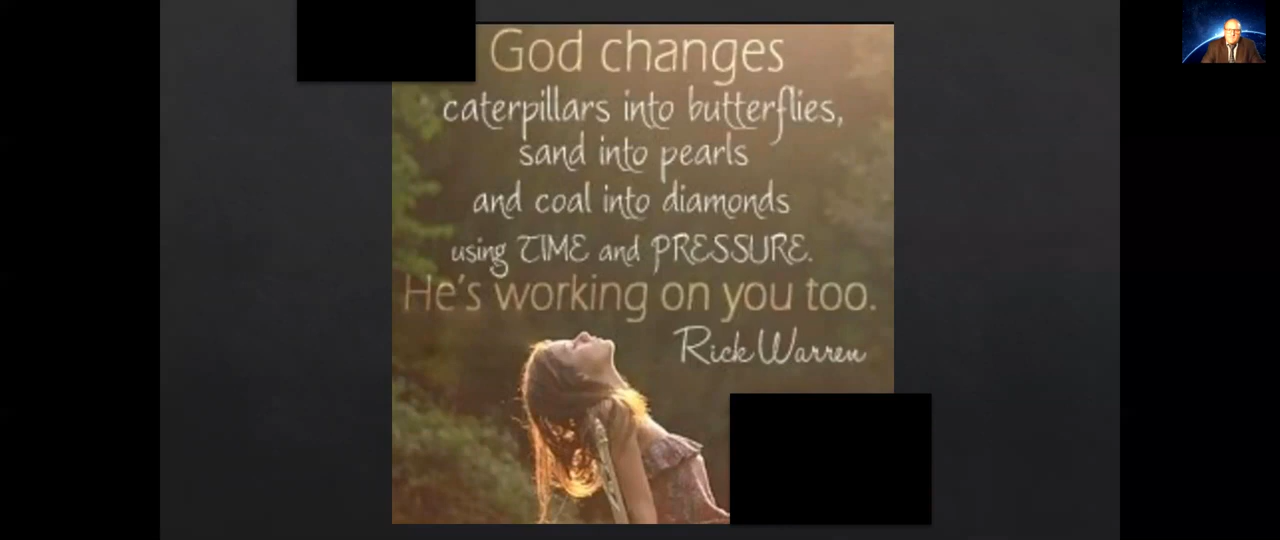 God changes
caterpillars into butterflies,
sand into pearls
and coal into diamonds
using TIME and PRESSURE.
He's working on you too.
Rick Warren